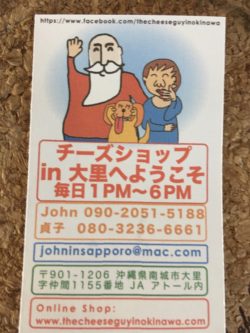 https://www.facebook.com/thecheeseguyinokinawa
チーズショップ
in 大里へようこそ
毎日1PM～6PM
John 090-2051-5188
貞子 080-3236-6661
johninsapporo@mac.com
〒901-1206 沖縄県南城市大里
字仲間1155番地 JA アトール内
Online Shop:
www.thecheeseguyinokinawa.com